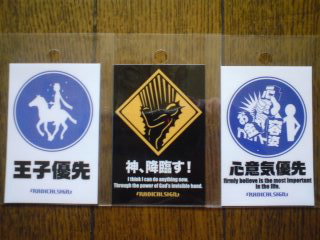 王子優先
『RADICALSIGN』
神、降臨す!
I think I can do anything now.
Through the power of God's invisible hand.
『RADICALSIGN』
心意気優先
Firmly believe is the most important
in the life.
『RADICALSIGN』